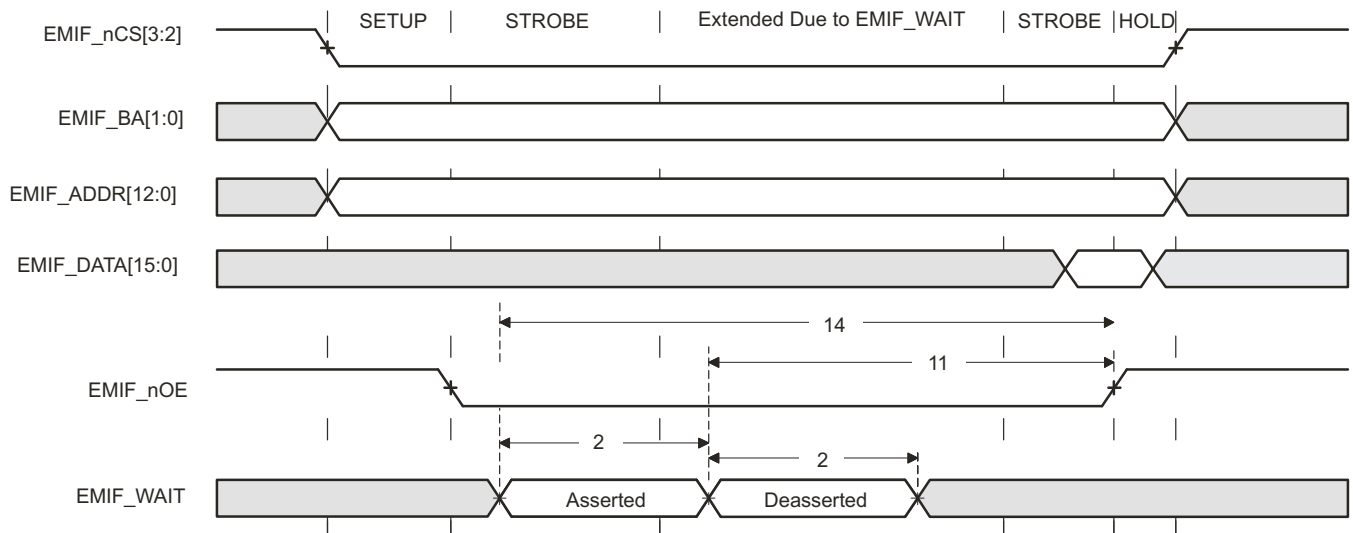 SETUP | STROBE | Extended Due to EMIF_WAIT | STROBE | HOLD
EMIF_nCS[3:2]
EMIF_BA[1:0]
EMIF_ADDR[12:0]
EMIF_DATA[15:0]
14
11
EMIF_nOE
2
2
EMIF_WAIT
Asserted
Deasserted